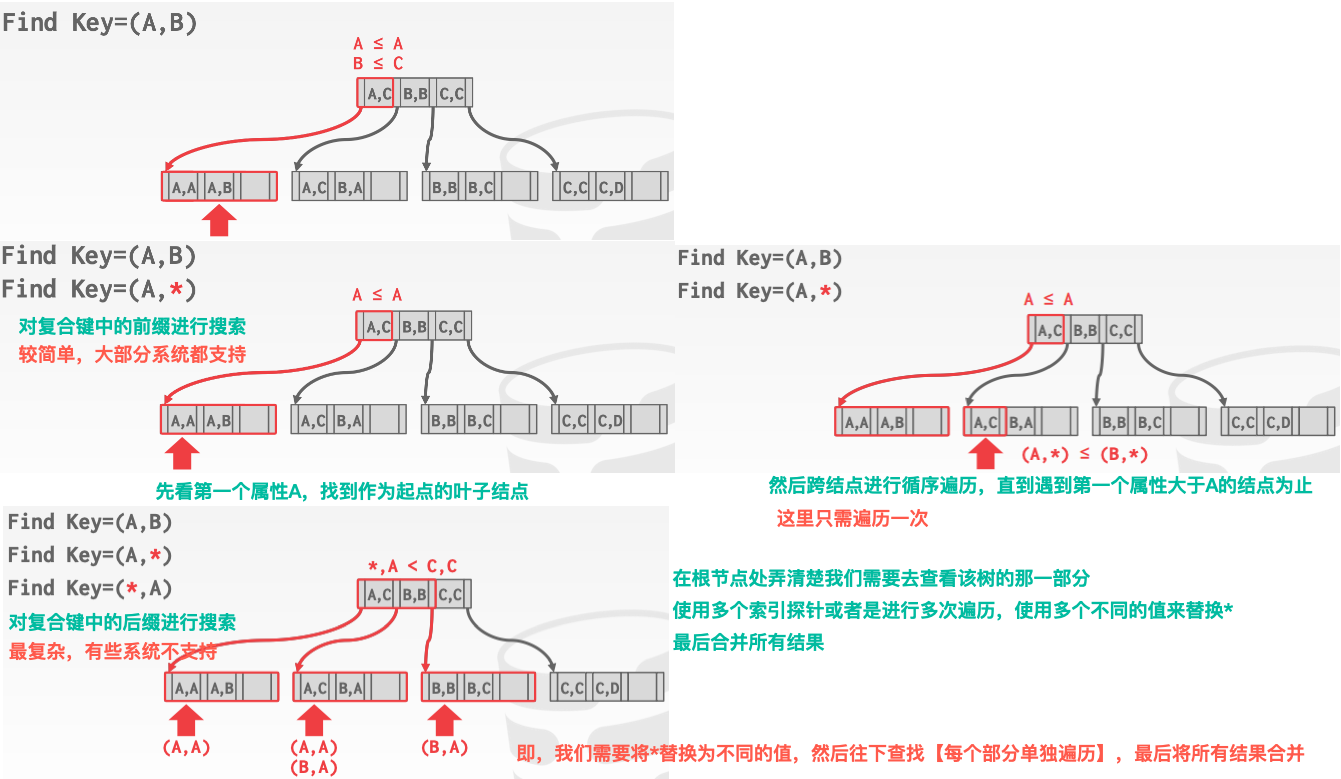 Find Key=(A,B)
A ≤ A
B ≤ C
A,C B,B C,C
A,A A,B A,C B,A B,B B,C C,C C,D
Find Key=(A,B)
Find Key=(A,*)
A ≤ A
对复合键中的前缀进行搜索
较简单，大部分系统都支持
A,C B,B C,C
A,A A,B A,C B,A B,B B,C C,C C,D
先看第一个属性A，找到作为起点的叶子结点
Find Key=(A,B)
Find Key=(A,*)
A ≤ A
A,C B,B C,C
A,A A,B A,C B,A B,B B,C C,C C,D
(A,*) ≤ (B,*)
然后跨结点进行循序遍历，直到遇到第一个属性大于A的结点为止
这里只需遍历一次
Find Key=(A,B)
Find Key=(A,*)
Find Key=(*,A)
*,A < C,C
对复合键中的后缀进行搜索
最复杂，有些系统不支持
A,C B,B C,C
A,A A,B A,C B,A B,B B,C C,C C,D
(A,A) (A,A) (B,A)
(B,A)
在根节点处弄清楚我们需要去查看该树的那一部分
使用多个索引探针或者是进行多次遍历，使用多个不同的值来替换*
最后合并所有结果
即，我们需要将*替换为不同的值，然后往下查找【每个部分单独遍历】，最后将所有结果合并